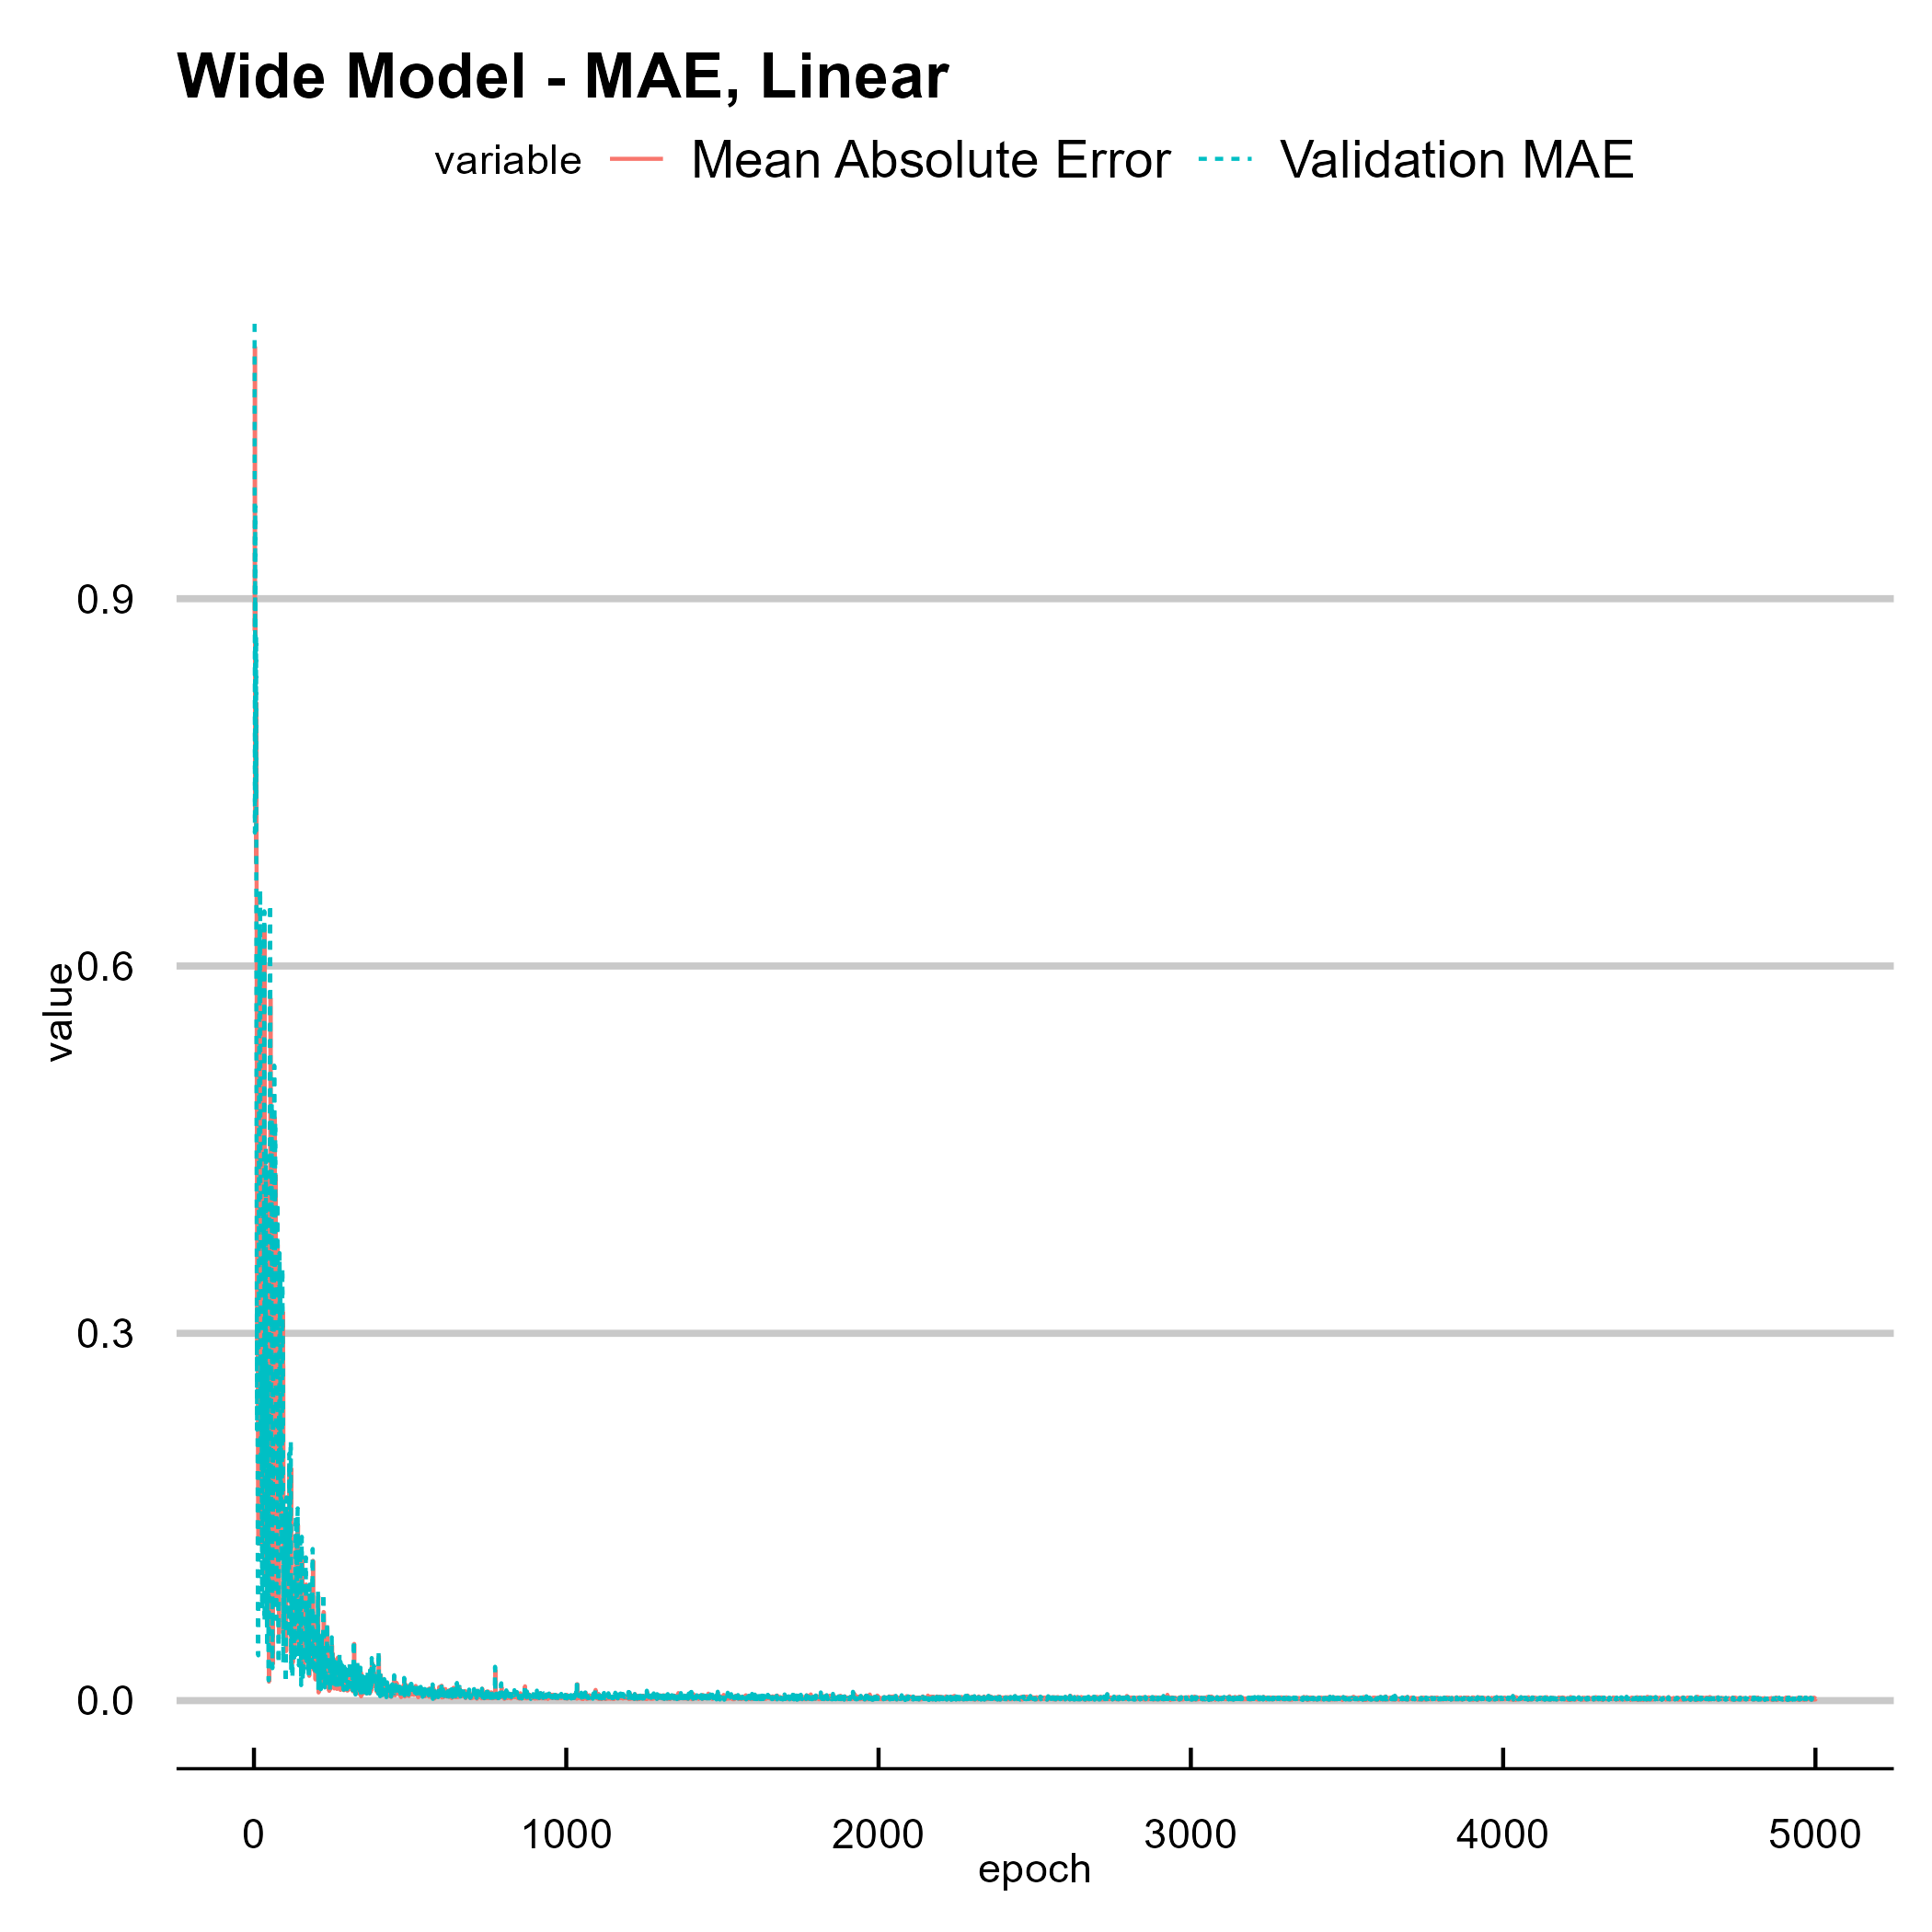 Wide Model - MAE, Linear
variable Mean Absolute Error Validation MAE
0.9
0.6
0.3
0.0
value
0 1000 2000 3000 4000 5000
epoch